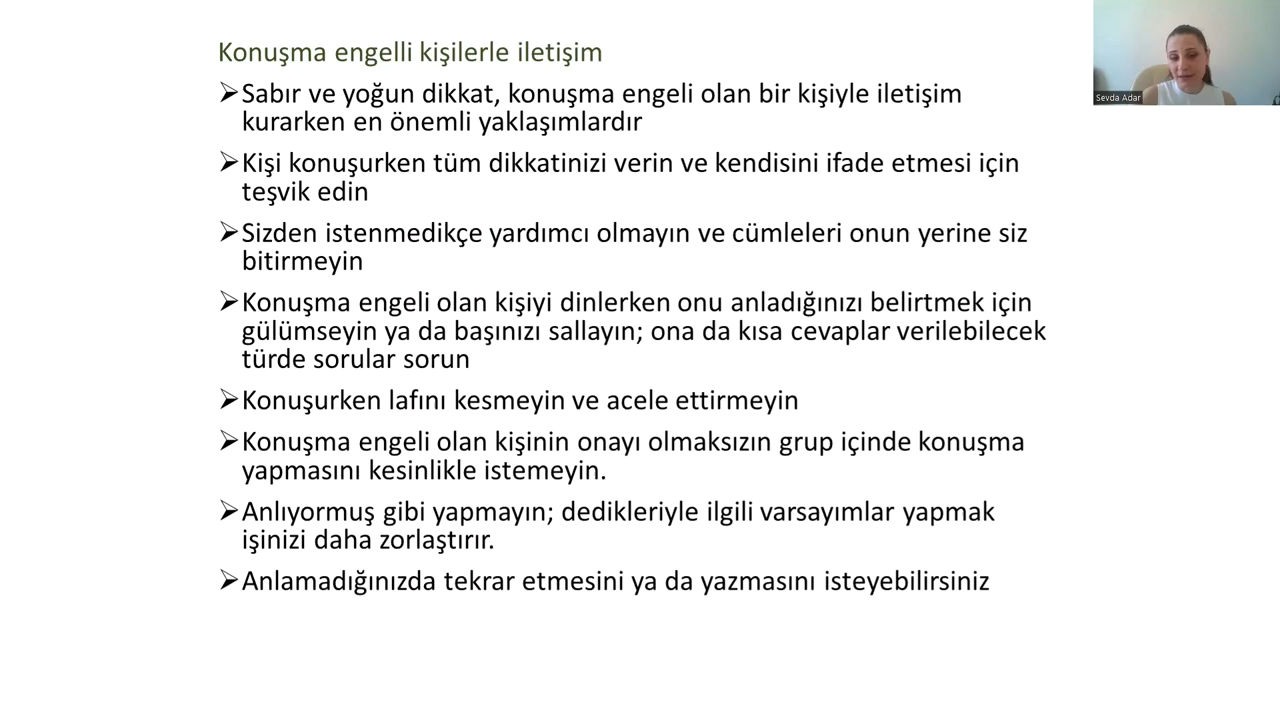 Konuşma engelli kişilerle iletişim
➢Sabır ve yoğun dikkat, konuşma engeli olan bir kişiyle iletişim
kurarken en önemli yaklaşımlardır
➢Kişi konuşurken tüm dikkatinizi verin ve kendisini ifade etmesi için
teşvik edin
➢Sizden istenmedikçe yardımcı olmayın ve cümleleri onun yerine siz
bitirmeyin
➢Konuşma engeli olan kişiyi dinlerken onu anladığınızı belirtmek için
gülümseyin ya da başınızı sallayın; ona da kısa cevaplar verilebilecek
türde sorular sorun
➢Konuşurken lafını kesmeyin ve acele ettirmeyin
➢Konuşma engeli olan kişinin onayı olmaksızın grup içinde konuşma
yapmasını kesinlikle istemeyin.
➢Anlıyormuş gibi yapmayın; dedikleriyle ilgili varsayımlar yapmak
işinizi daha zorlaştırır.
➢Anlamadığınızda tekrar etmesini ya da yazmasını isteyebilirsiniz
Sevda Adar